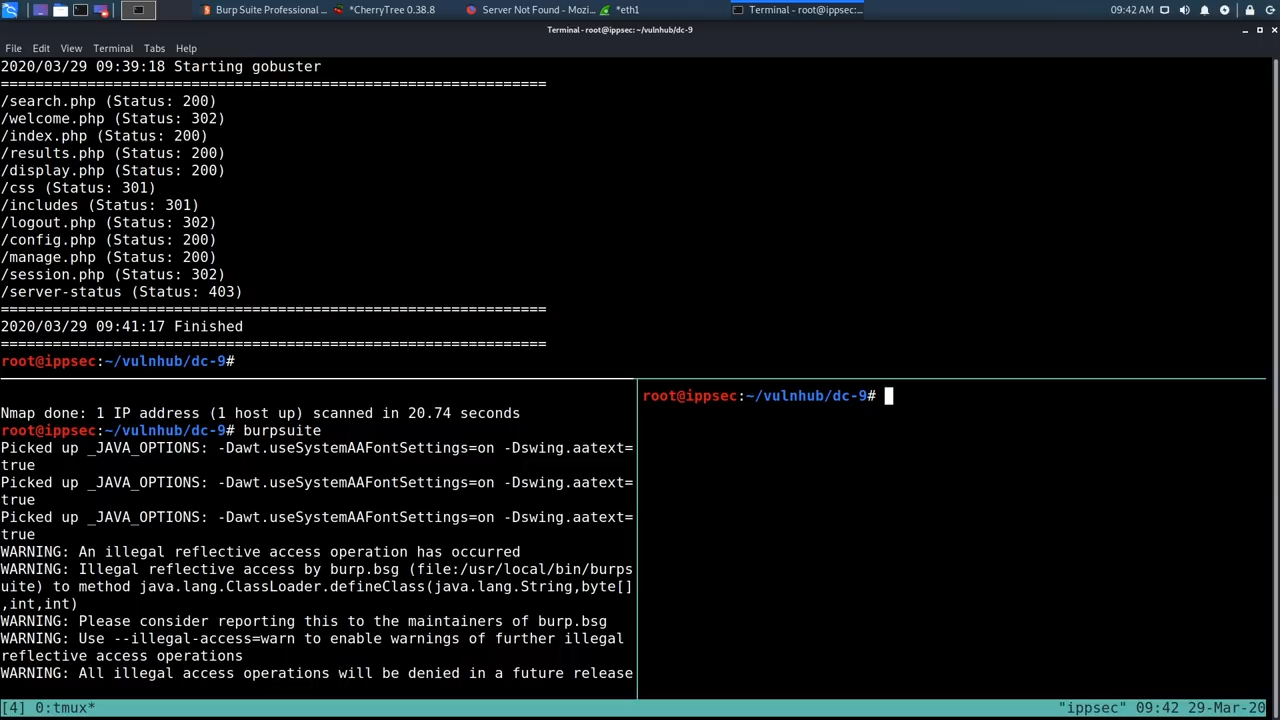 Burp Suite Professional ...
*CherryTree 0.38.8
Server Not Found - Mozi...
*eth1
Terminal - root@ippsec:...
09:42 AM
Terminal - root@ippsec: ~/vulnhub/dc-9
File Edit View Terminal Tabs Help
2020/03/29 09:39:18 Starting gobuster
===============================================================
/search.php (Status: 200)
/welcome.php (Status: 302)
/index.php (Status: 200)
/results.php (Status: 200)
/display.php (Status: 200)
/css (Status: 301)
/includes (Status: 301)
/logout.php (Status: 302)
/config.php (Status: 200)
/manage.php (Status: 200)
/session.php (Status: 302)
/server-status (Status: 403)
===============================================================
2020/03/29 09:41:17 Finished
===============================================================
root@ippsec:~/vulnhub/dc-9#
Nmap done: 1 IP address (1 host up) scanned in 20.74 seconds
root@ippsec:~/vulnhub/dc-9# burpsuite
Picked up _JAVA_OPTIONS: -Dawt.useSystemAAFontSettings=on -Dswing.aatext=
true
Picked up _JAVA_OPTIONS: -Dawt.useSystemAAFontSettings=on -Dswing.aatext=
true
Picked up _JAVA_OPTIONS: -Dawt.useSystemAAFontSettings=on -Dswing.aatext=
true
WARNING: An illegal reflective access operation has occurred
WARNING: Illegal reflective access by burp.bsg (file:/usr/local/bin/burps
uite) to method java.lang.ClassLoader.defineClass(java.lang.String,byte[]
,int,int)
WARNING: Please consider reporting this to the maintainers of burp.bsg
WARNING: Use --illegal-access=warn to enable warnings of further illegal
reflective access operations
WARNING: All illegal access operations will be denied in a future release
root@ippsec:~/vulnhub/dc-9#
[4] 0:tmux*
"ippsec" 09:42 29-Mar-20